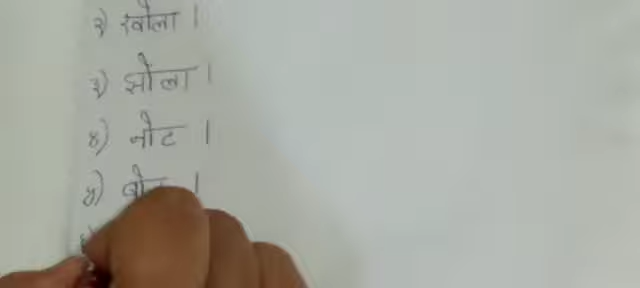 २) खोला ।
३) झोला ।
४) नोट ।
५) ।